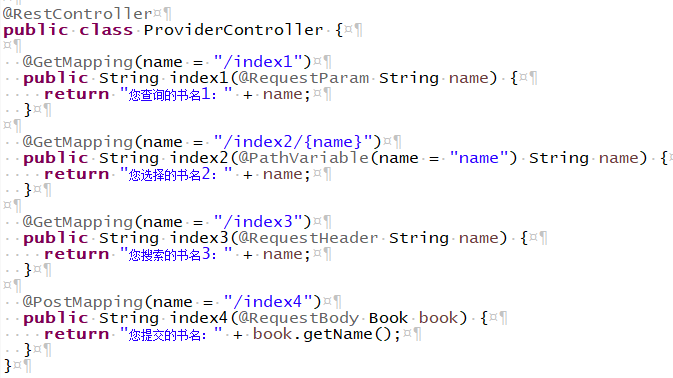 @RestController
public class ProviderController {

  @GetMapping(name = "/index1")
  public String index1(@RequestParam String name) {
    return "您查询的书名1：" + name;
  }

  @GetMapping(name = "/index2/{name}")
  public String index2(@PathVariable(name = "name") String name) {
    return "您选择的书名2：" + name;
  }

  @GetMapping(name = "/index3")
  public String index3(@RequestHeader String name) {
    return "您搜索的书名3：" + name;
  }

  @PostMapping(name = "/index4")
  public String index4(@RequestBody Book book) {
    return "您提交的书名：" + book.getName();
  }
}